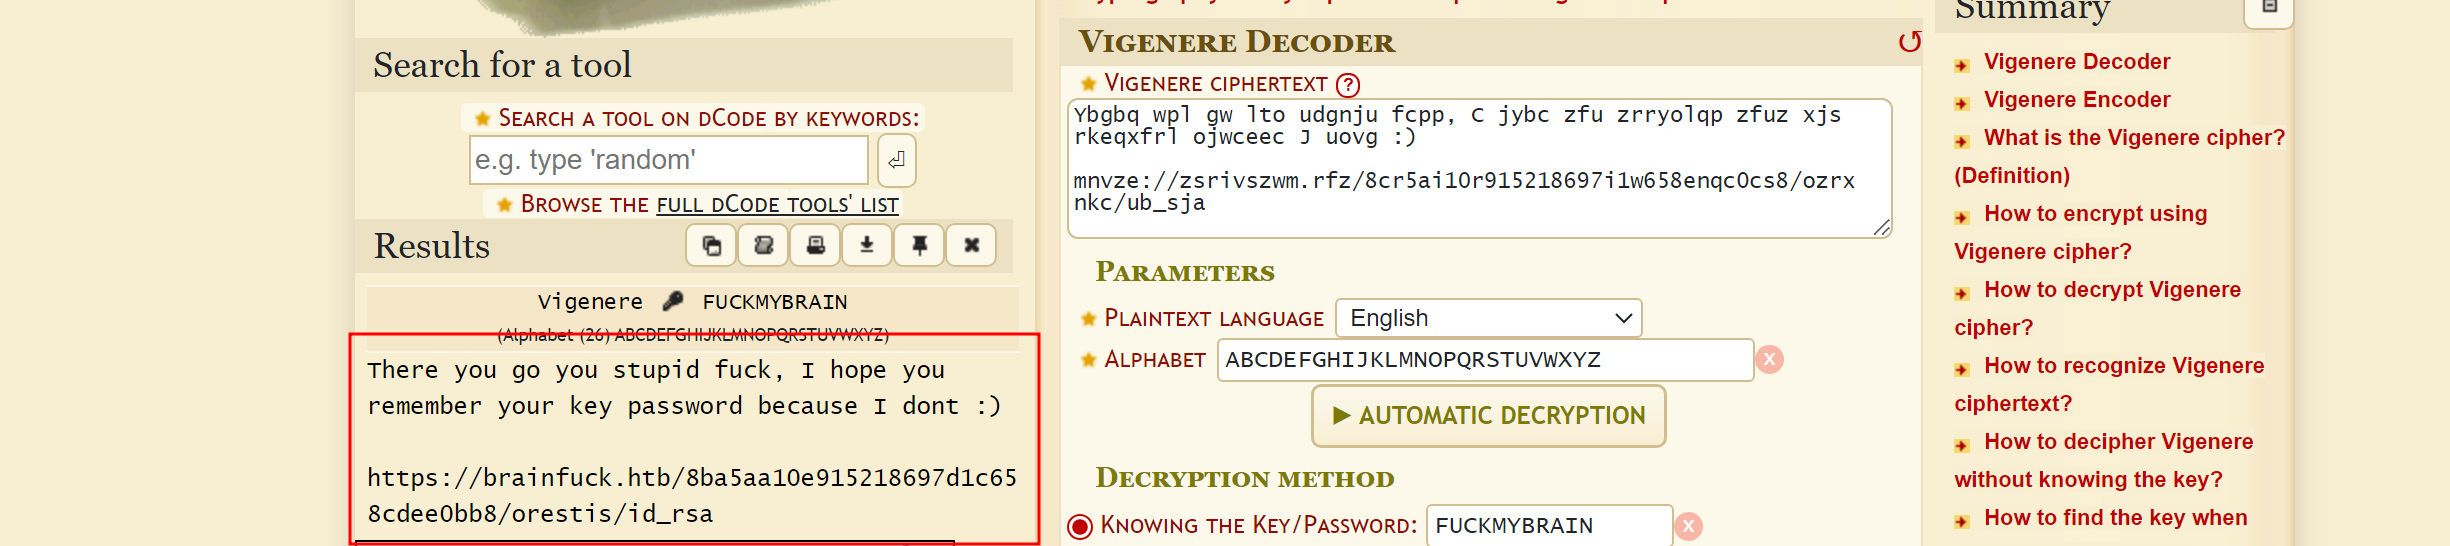 Search for a tool
SEARCH A TOOL ON DCODE BY KEYWORDS:
e.g. type 'random'
BROWSE THE FULL DCODE TOOLS' LIST
Results
Vigenere FUCKMYBRAIN
(Alphabet (26) ABCDEFGHIJKLMNOPQRSTUVWXYZ)
There you go you stupid fuck, I hope you
remember your key password because I dont :)
https://brainfuck.htb/8ba5aa10e915218697d1c65
8cdee0bb8/orestis/id_rsa
VIGENERE DECODER
VIGENERE CIPHERTEXT ?
Ybgbq wpl gw lto udgnju fcpp, C jybc zfu zrryolqp zfuz xjs
rkeqxfrl ojwceec J uovg :)
mnvze://zsrivszwm.rfz/8cr5ai10r915218697i1w658enqc0cs8/ozrx
nkc/ub_sja
PARAMETERS
PLAINTEXT LANGUAGE English
ALPHABET ABCDEFGHIJKLMNOPQRSTUVWXYZ X
▶ AUTOMATIC DECRYPTION
DECRYPTION METHOD
KNOWING THE KEY/PASSWORD: FUCKMYBRAIN X
Summary
Vigenere Decoder
Vigenere Encoder
What is the Vigenere cipher?
(Definition)
How to encrypt using
Vigenere cipher?
How to decrypt Vigenere
cipher?
How to recognize Vigenere
ciphertext?
How to decipher Vigenere
without knowing the key?
How to find the key when